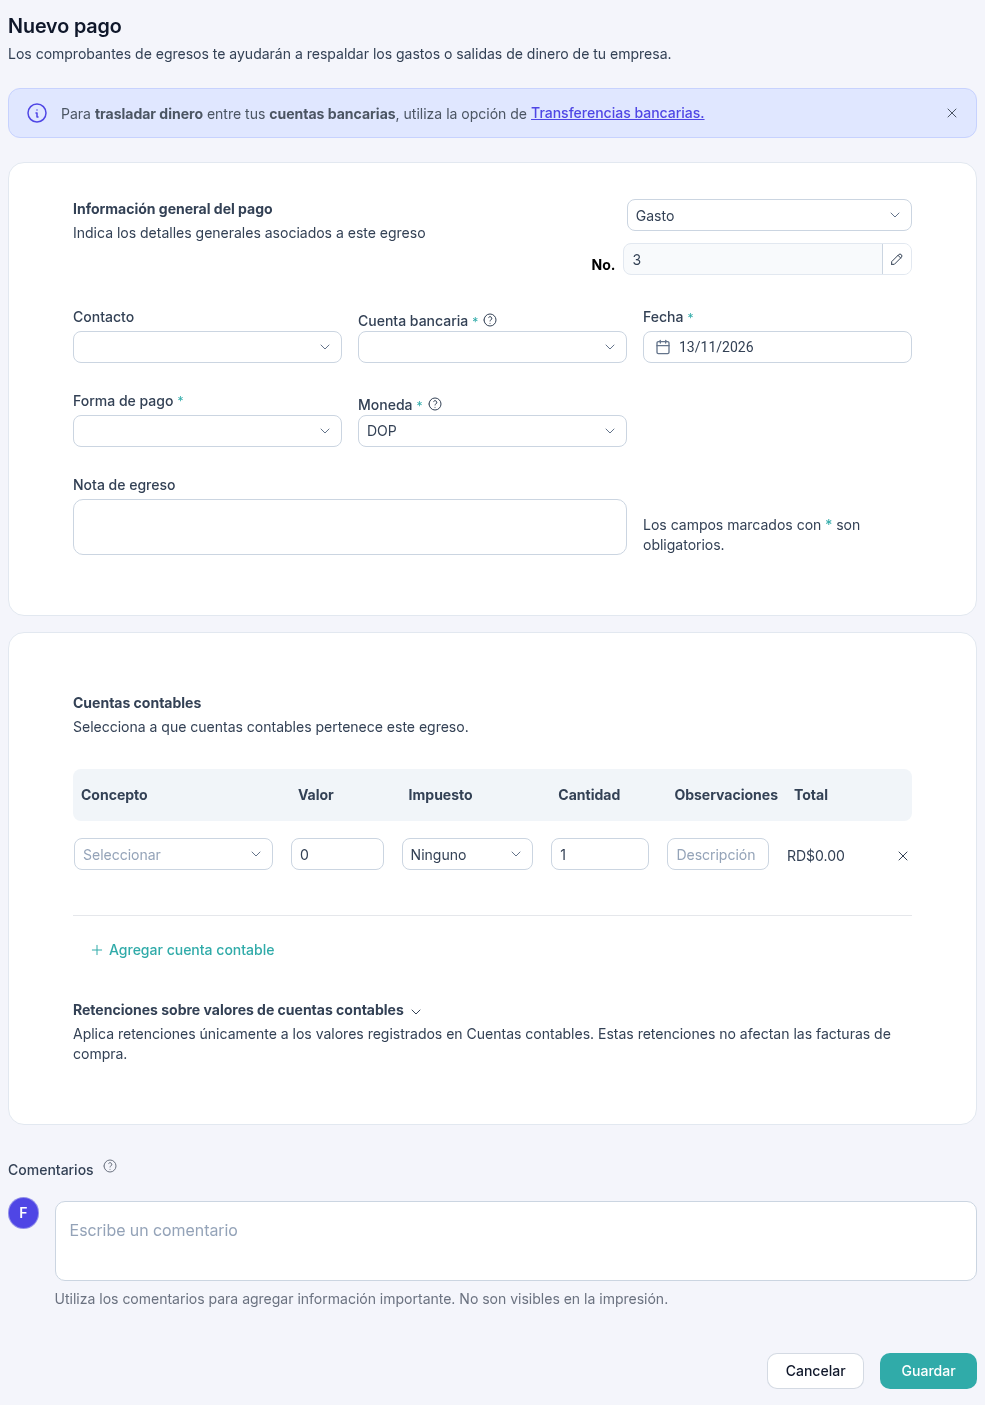 Nuevo pago
Los comprobantes de egresos te ayudarán a respaldar los gastos o salidas de dinero de tu empresa.
Para trasladar dinero entre tus cuentas bancarias, utiliza la opción de Transferencias bancarias.
Información general del pago
Indica los detalles generales asociados a este egreso
Gasto
No. 3
Contacto
Cuenta bancaria *
Fecha *
13/11/2026
Forma de pago *
Moneda *
DOP
Nota de egreso
Los campos marcados con * son
obligatorios.
Cuentas contables
Selecciona a que cuentas contables pertenece este egreso.
Concepto Valor Impuesto Cantidad Observaciones Total
Seleccionar 0 Ninguno 1 Descripción RD$0.00
Agregar cuenta contable
Retenciones sobre valores de cuentas contables
Aplica retenciones únicamente a los valores registrados en Cuentas contables. Estas retenciones no afectan las facturas de
compra.
Comentarios
F
Escribe un comentario
Utiliza los comentarios para agregar información importante. No son visibles en la impresión.
Cancelar Guardar